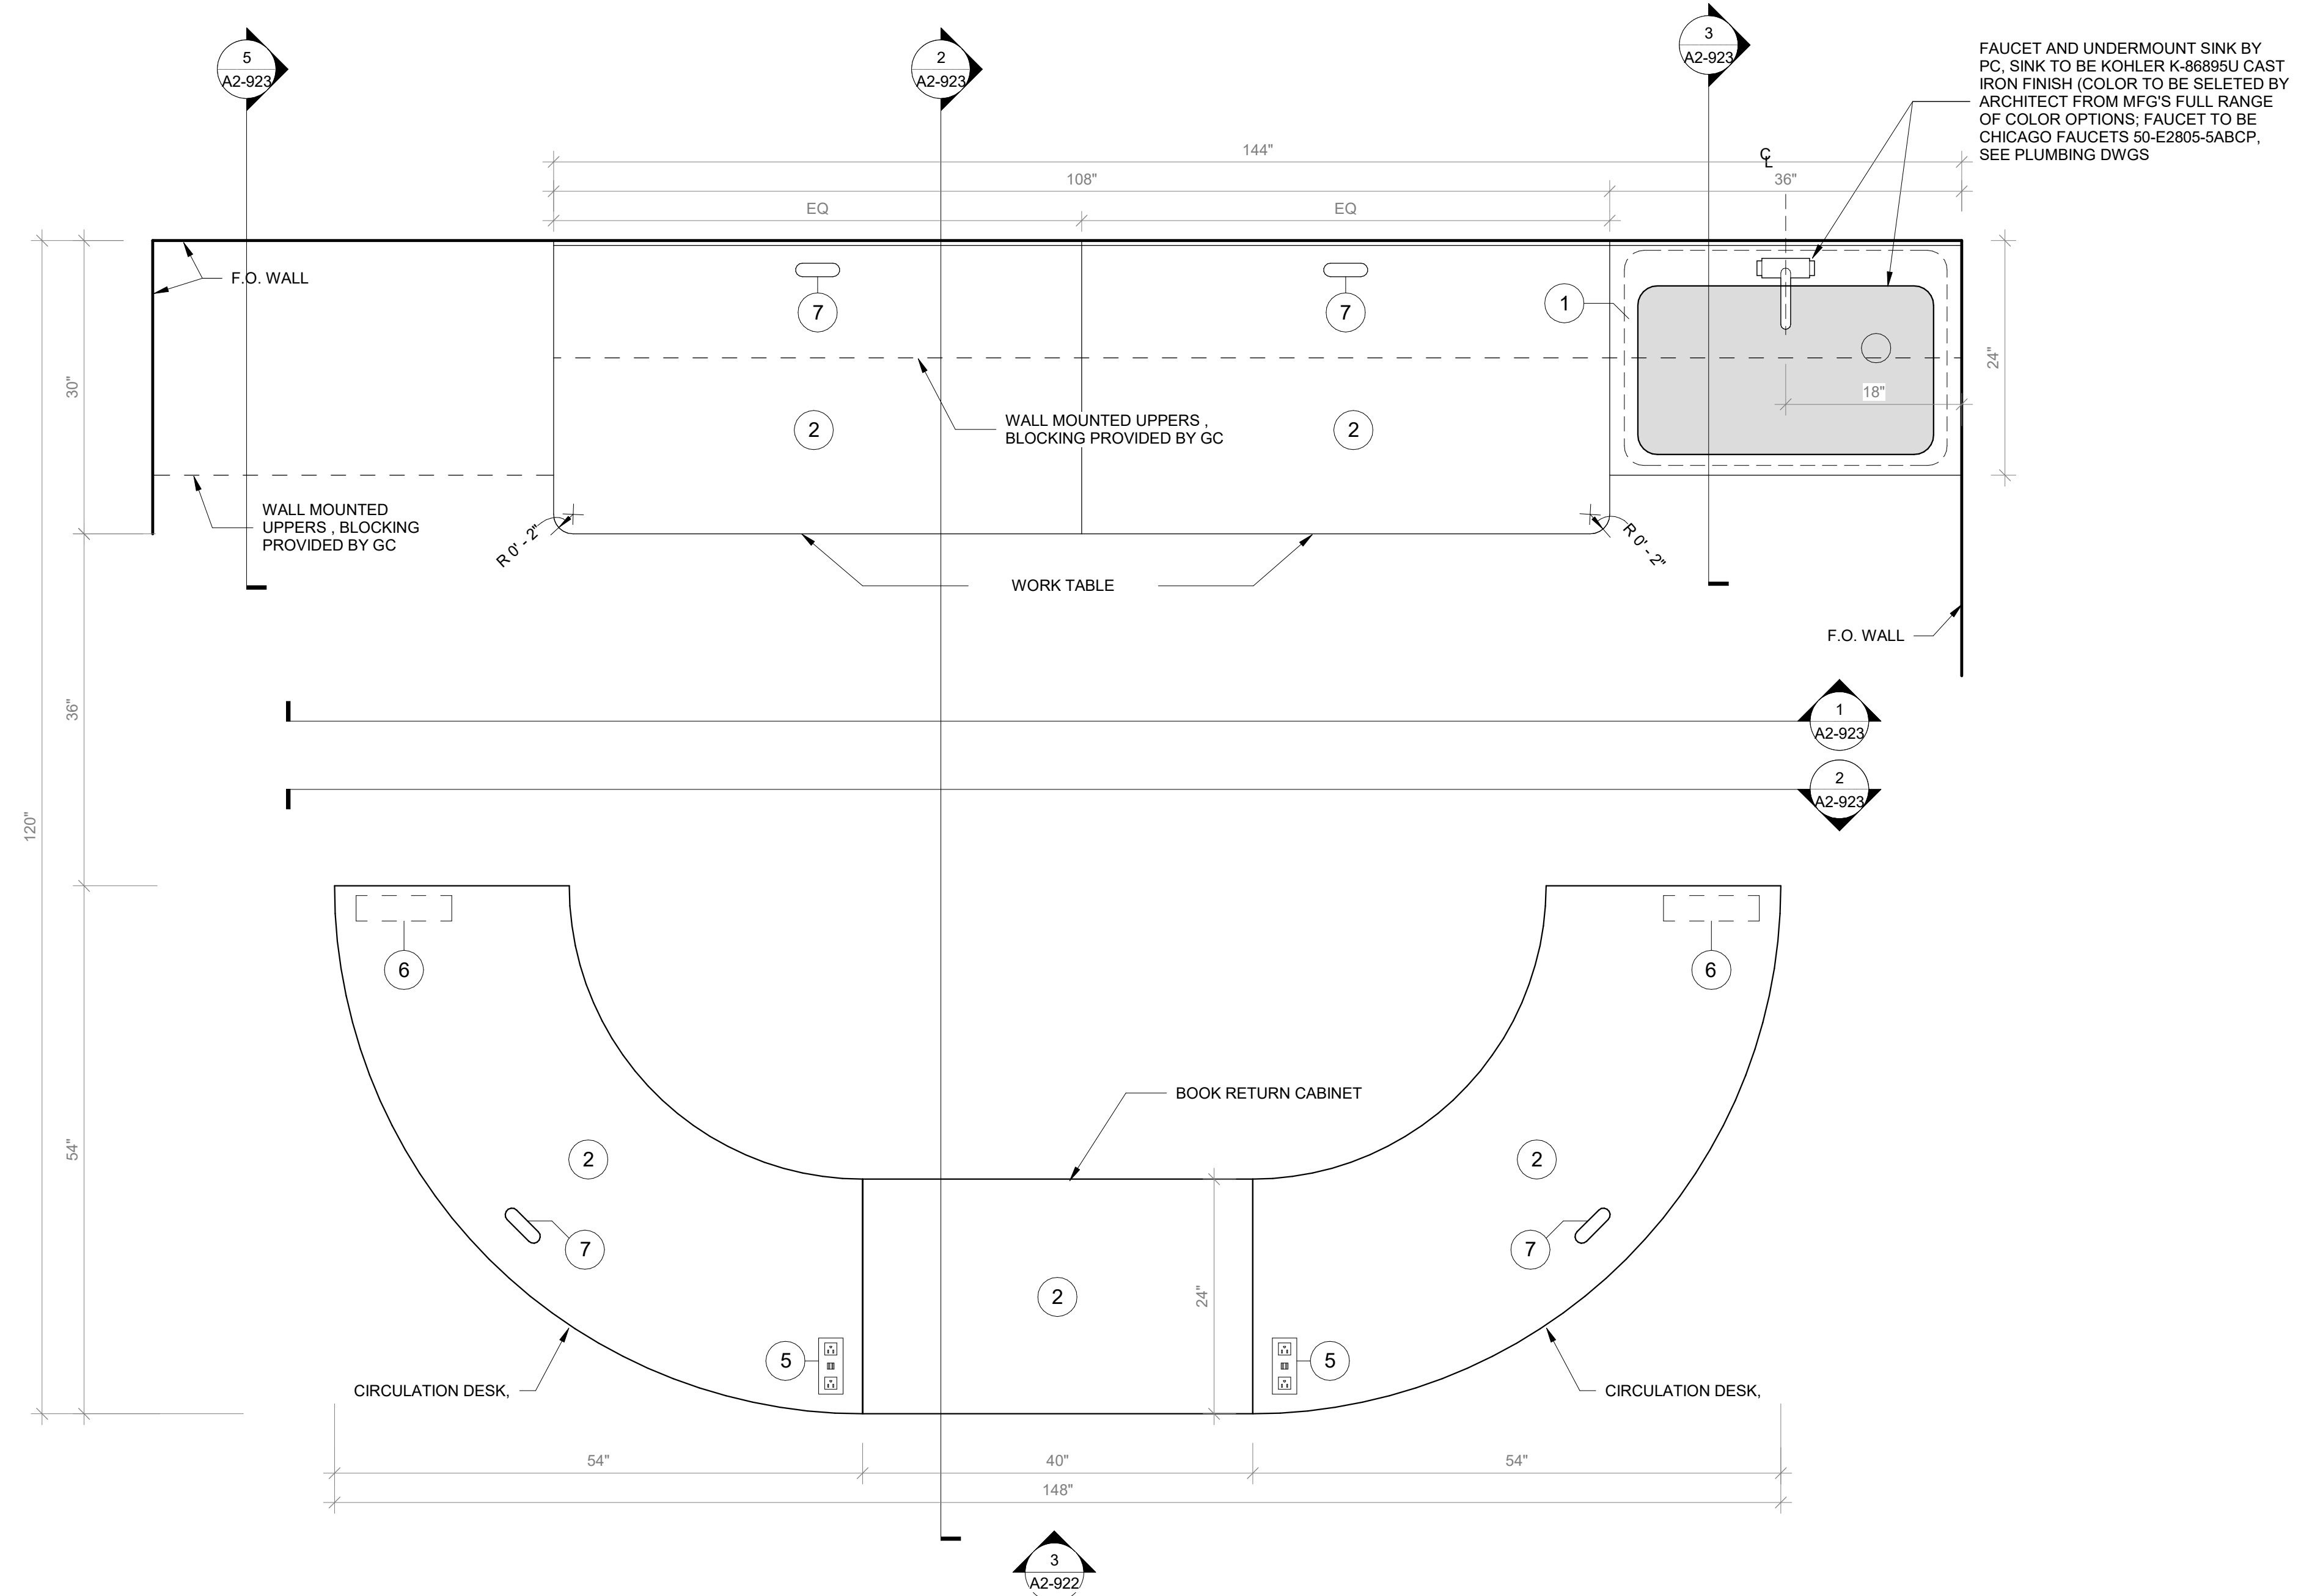 5
A2-923
2
A2-923
3
A2-923
FAUCET AND UNDERMOUNT SINK BY
PC, SINK TO BE KOHLER K-86895U CAST
IRON FINISH (COLOR TO BE SELETED BY
ARCHITECT FROM MFG'S FULL RANGE
OF COLOR OPTIONS; FAUCET TO BE
CHICAGO FAUCETS 50-E2805-5ABCP,
SEE PLUMBING DWGS
144"
CL
108"
36"
EQ
EQ
F.O. WALL
7
7
1
24"
30"
18"
2
2
WALL MOUNTED UPPERS ,
BLOCKING PROVIDED BY GC
WALL MOUNTED
UPPERS , BLOCKING
PROVIDED BY GC
R 0' - 2"
R 0' - 2"
WORK TABLE
F.O. WALL
36"
1
A2-923
2
A2-923
120"
6
6
BOOK RETURN CABINET
54"
2
2
7
7
2
24"
5
5
CIRCULATION DESK,
CIRCULATION DESK,
54"
40"
54"
148"
3
A2-922